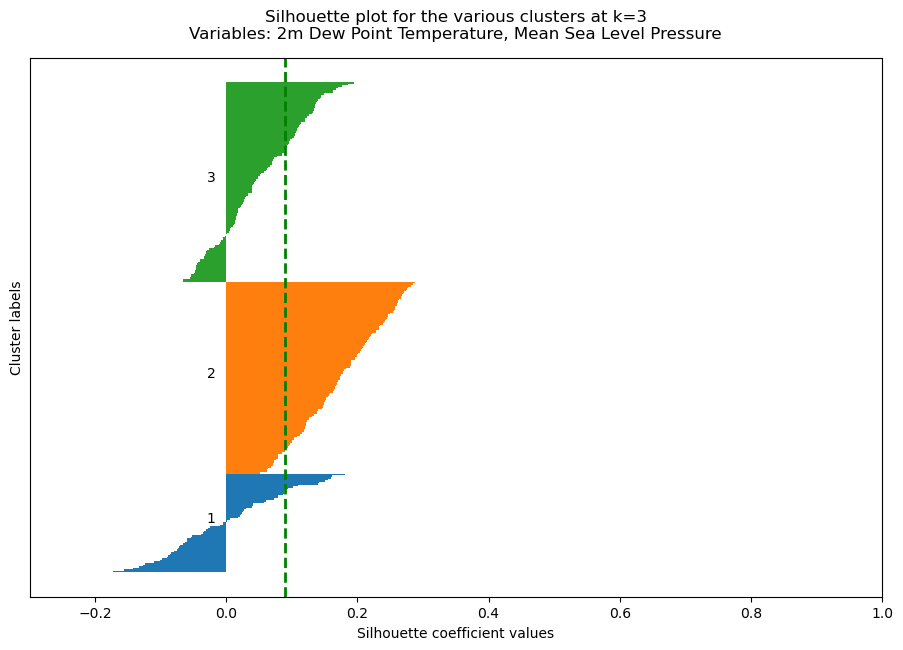 Silhouette plot for the various clusters at k=3
Variables: 2m Dew Point Temperature, Mean Sea Level Pressure
Cluster labels
3
2
1
−0.2 0.0 0.2 0.4 0.6 0.8 1.0
Silhouette coefficient values